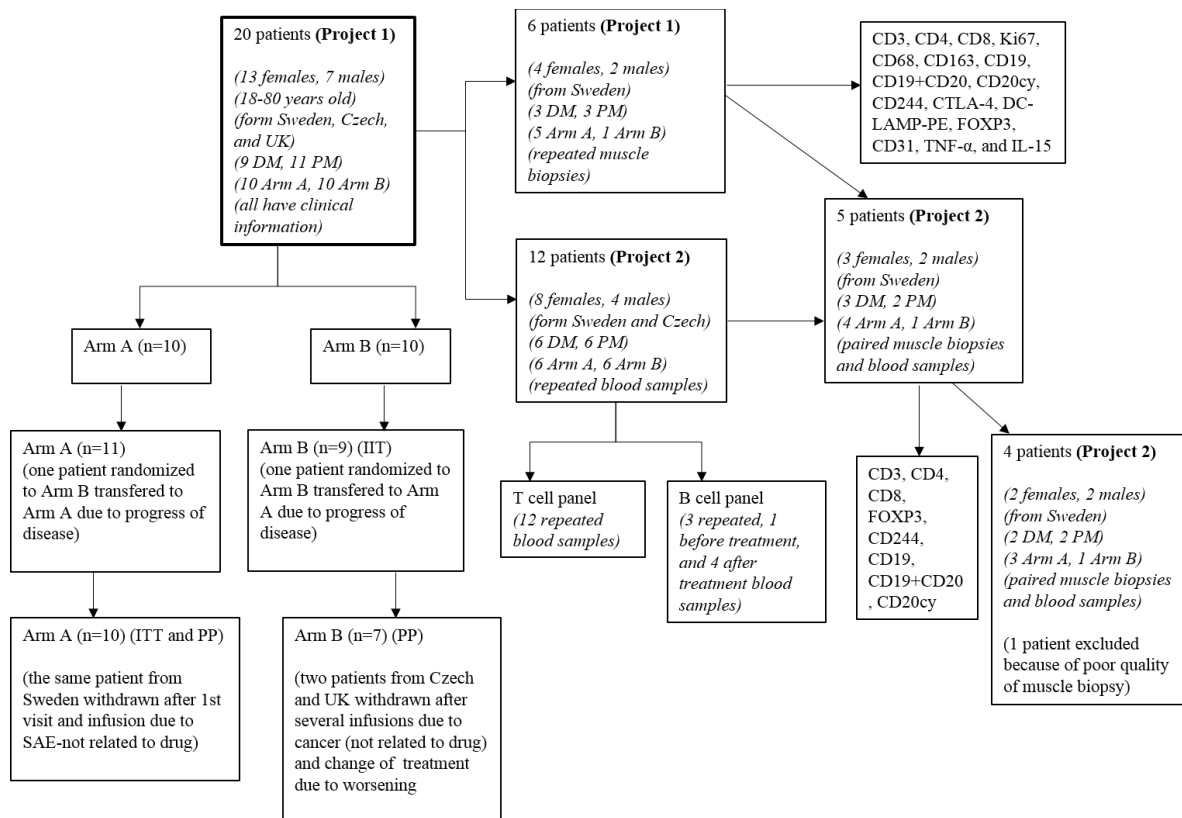 20 patients (Project 1)
(13 females, 7 males)
(18-80 years old)
(form Sweden, Czech,
and UK)
(9 DM, 11 PM)
(10 Arm A, 10 Arm B)
(all have clinical
information)
6 patients (Project 1)
(4 females, 2 males)
(from Sweden)
(3 DM, 3 PM)
(5 Arm A, 1 Arm B)
(repeated muscle
biopsies)
CD3, CD4, CD8, Ki67,
CD68, CD163, CD19,
CD19+CD20, CD20cy,
CD244, CTLA-4, DC-
LAMP-PE, FOXP3,
CD31, TNF-α, and IL-15
12 patients (Project 2)
(8 females, 4 males)
(form Sweden and Czech)
(6 DM, 6 PM)
(6 Arm A, 6 Arm B)
(repeated blood samples)
5 patients (Project 2)
(3 females, 2 males)
(from Sweden)
(3 DM, 2 PM)
(4 Arm A, 1 Arm B)
(paired muscle biopsies
and blood samples)
Arm A (n=10)
Arm B (n=10)
Arm A (n=11)
(one patient randomized
to Arm B transfered to
Arm A due to progress of
disease)
Arm B (n=9) (IIT)
(one patient randomized to
Arm B transfered to Arm
A due to progress of
disease)
T cell panel
(12 repeated
blood samples)
B cell panel
(3 repeated, 1
before treatment,
and 4 after
treatment blood
samples)
CD3, CD4,
CD8,
FOXP3,
CD244,
CD19,
CD19+CD20
, CD20cy
4 patients (Project 2)
(2 females, 2 males)
(from Sweden)
(2 DM, 2 PM)
(3 Arm A, 1 Arm B)
(paired muscle biopsies
and blood samples)
(1 patient excluded
because of poor quality
of muscle biopsy)
Arm A (n=10) (ITT and PP)
(the same patient from
Sweden withdrawn after 1st
visit and infusion due to
SAE-not related to drug)
Arm B (n=7) (PP)
(two patients from Czech
and UK withdrawn after
several infusions due to
cancer (not related to drug)
and change of treatment
due to worsening